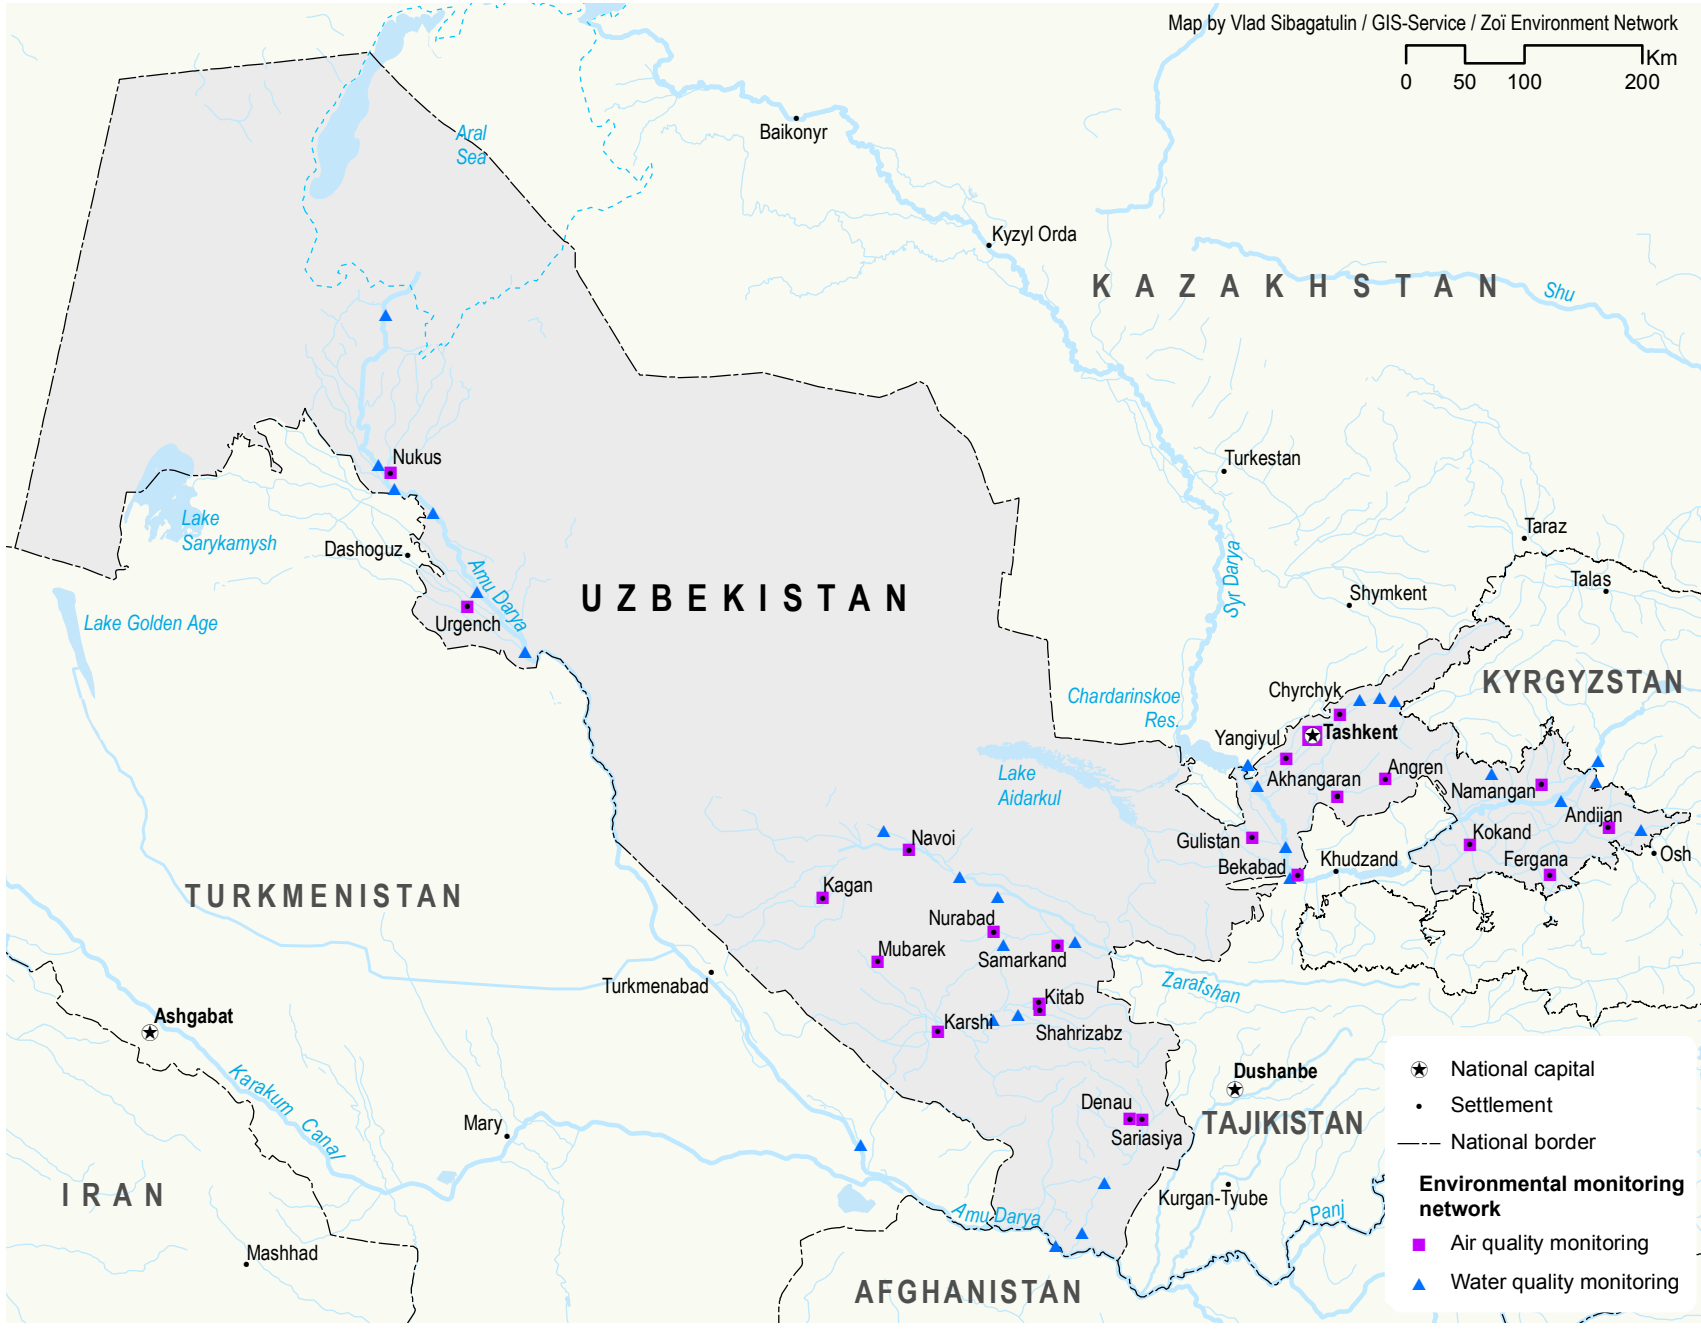 Map by Vlad Sibagatulin / GIS-Service / Zoï Environment Network
Km
0 50 100 200
Aral
Sea
Baikonyr
Kyzyl Orda
KAZAKHSTAN
Shu
Nukus
Turkestan
Lake
Sarykamysh
Dashoguz
Taraz
Amu Darya
Syr Darya
UZBEKISTAN
Talas
Shymkent
Lake Golden Age
Urgench
KYRGYZSTAN
Chardarinskoe
Res.
Chyrchyk
Yangiyul
Tashkent
Lake
Aidarkul
Akhangaran
Angren
Namangan
Andijan
Navoi
Gulistan
Kokand
Bekabad
Khudzand
Fergana
Osh
TURKMENISTAN
Kagan
Nurabad
Mubarek
Samarkand
Turkmenabad
Zarafshan
Kitab
Ashgabat
Karshi
Shahrizabz
Karakum Canal
Dushanbe
Denau
Sariasiya
TAJIKISTAN
Mary
IRAN
Kurgan-Tyube
Amu Darya
Panj
Mashhad
AFGHANISTAN
National capital
Settlement
National border
Environmental monitoring
network
Air quality monitoring
Water quality monitoring